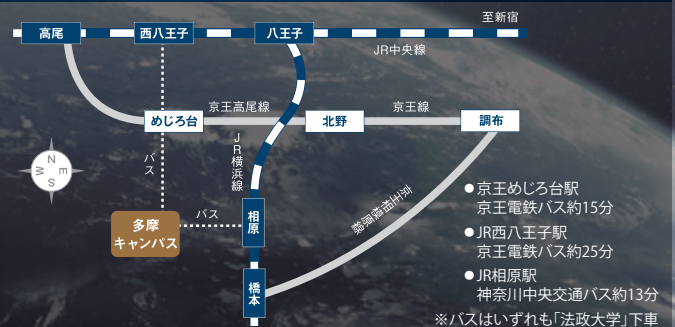 至新宿
高尾
西八王子
八王子
JR中央線
京王高尾線
京王線
めじろ台
北野
調布
バス
JR横浜線
N
W
E
S
京王相模原線
バス
相原
多摩
キャンパス
橋本
●京王めじろ台駅
京王電鉄バス約15分
●JR西八王子駅
京王電鉄バス約25分
●JR相原駅
神奈川中央交通バス約13分
※バスはいずれも「法政大学」下車